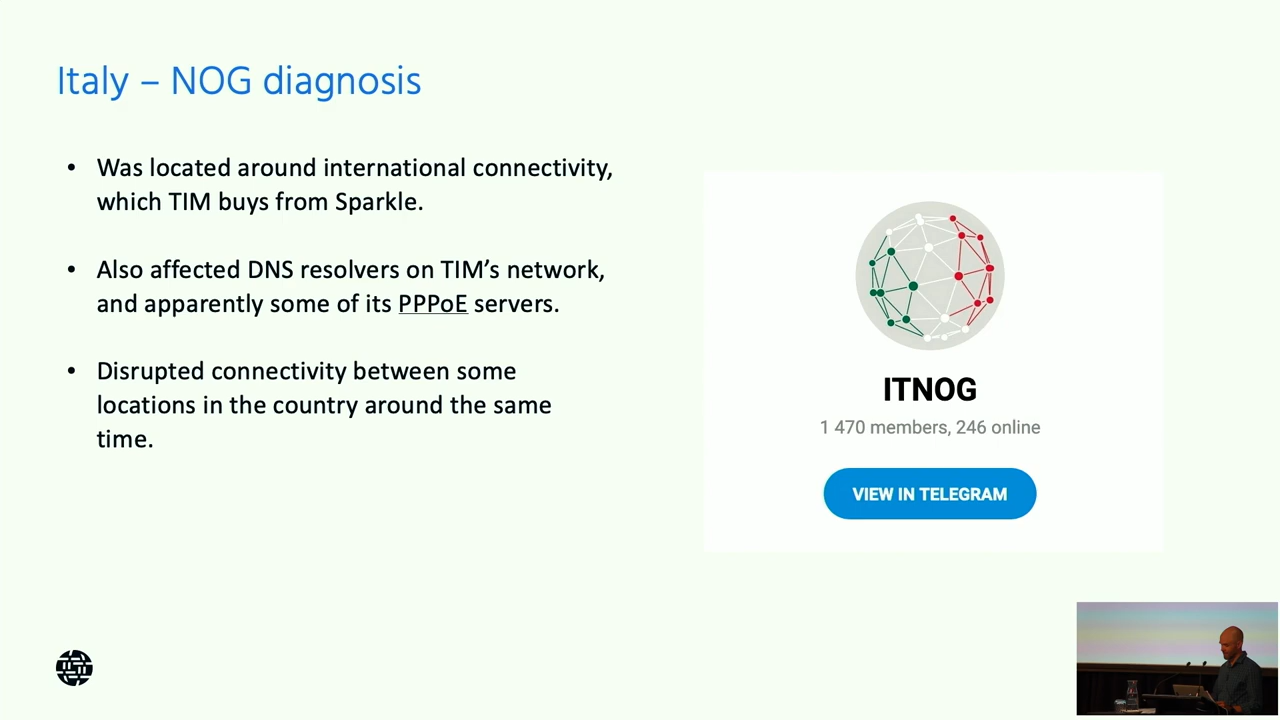 Italy – NOG diagnosis
• Was located around international connectivity,
which TIM buys from Sparkle.
• Also affected DNS resolvers on TIM’s network,
and apparently some of its PPPoE servers.
• Disrupted connectivity between some
locations in the country around the same
time.
ITNOG
1 470 members, 246 online
VIEW IN TELEGRAM